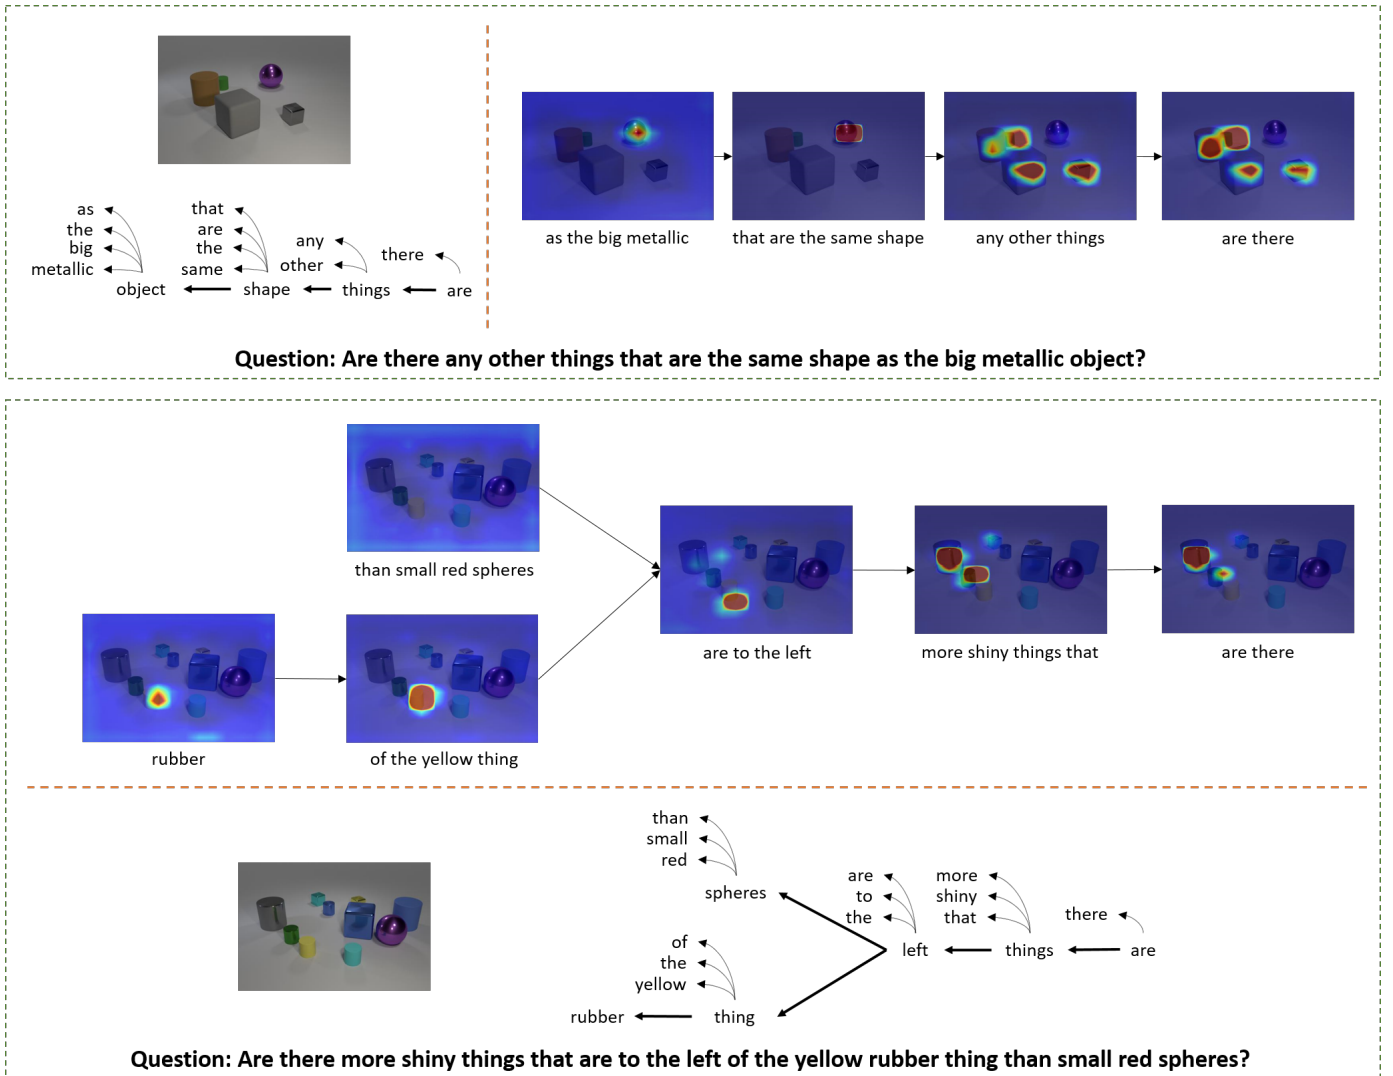 as
the
big
metallic
object
that
are
the
same
shape
any
other
things
there
are
as the big metallic
that are the same shape
any other things
are there
Question: Are there any other things that are the same shape as the big metallic object?
than small red spheres
rubber
of the yellow thing
are to the left
more shiny things that
are there
than
small
red
spheres
of
the
yellow
rubber
thing
are
to
the
left
more
shiny
that
things
there
are
Question: Are there more shiny things that are to the left of the yellow rubber thing than small red spheres?